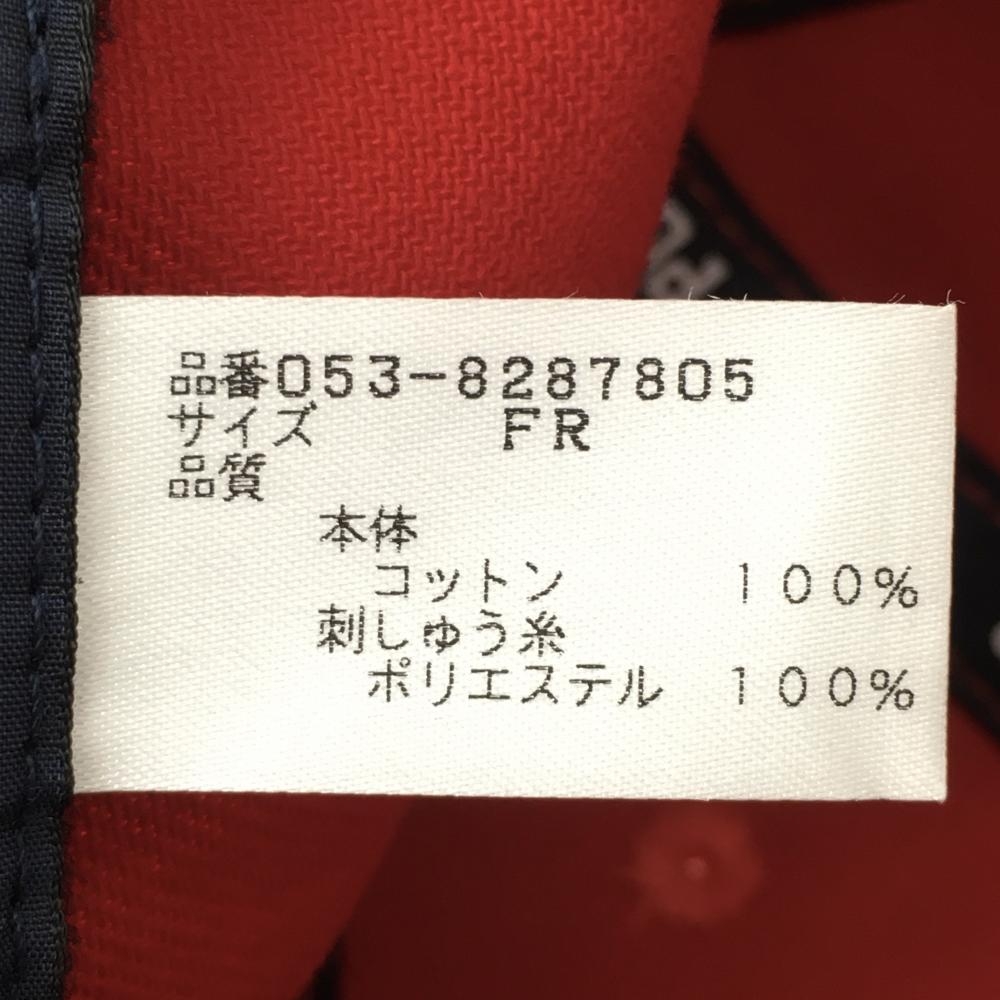 品番053-8287805
サイズ FR
品質
本体
コットン 100%
刺しゅう糸
ポリエステル 100%